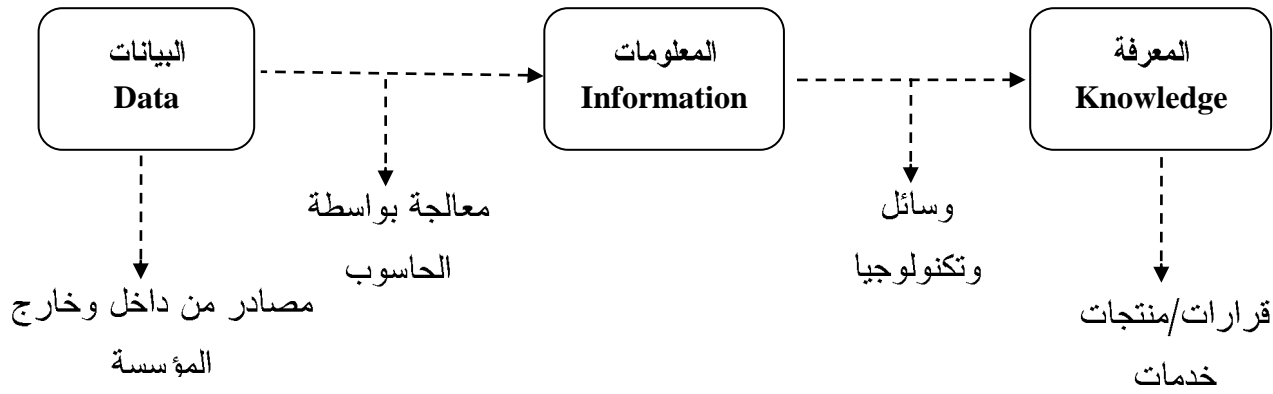 البيانات
Data
المعلومات
Information
المعرفة
Knowledge
معالجة بواسطة
الحاسوب
وسائل
وتكنولوجيا
مصادر من داخل وخارج
المؤسسة
قرارات/منتجات
خدمات